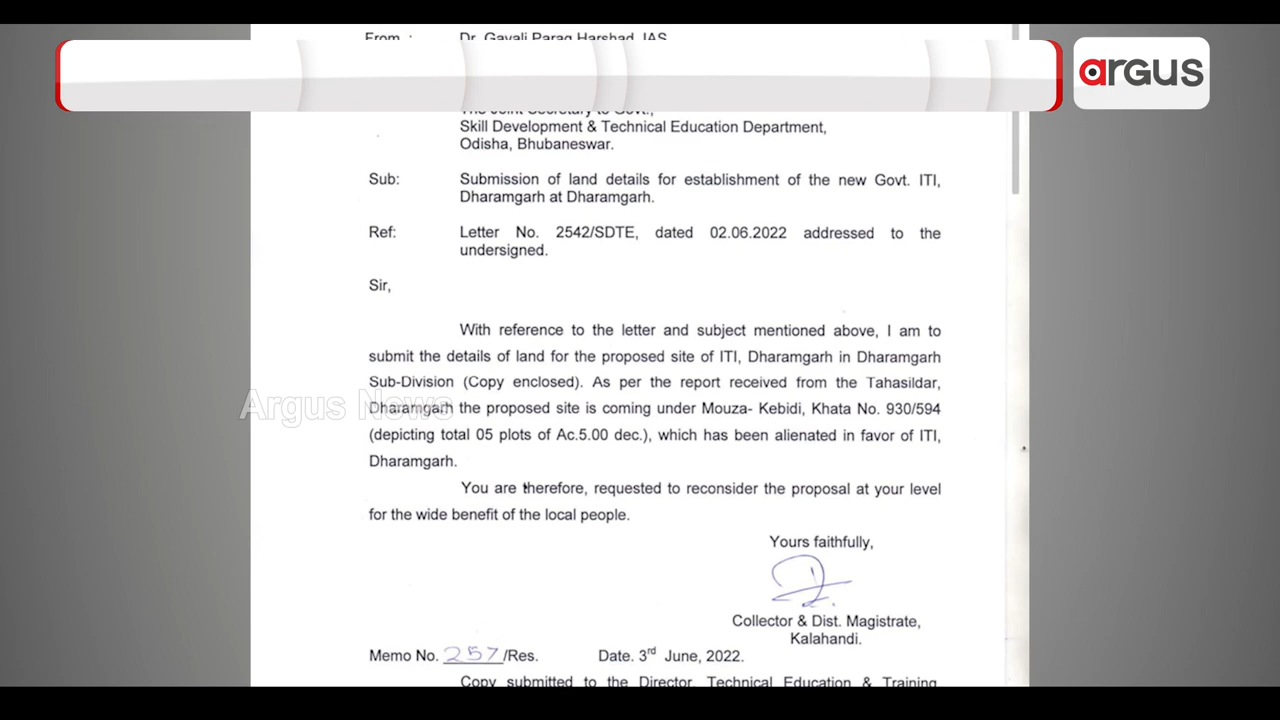 From : Dr. Gavali Parag Harshad, IAS
argus
The Joint Secretary to Govt.,
Skill Development & Technical Education Department,
Odisha, Bhubaneswar.
Sub: Submission of land details for establishment of the new Govt. ITI,
Dharamgarh at Dharamgarh.
Ref: Letter No. 2542/SDTE, dated 02.06.2022 addressed to the
undersigned.
Sir,
With reference to the letter and subject mentioned above, I am to
submit the details of land for the proposed site of ITI, Dharamgarh in Dharamgarh
Sub-Division (Copy enclosed). As per the report received from the Tahasildar,
Argus News
Dharamgarh the proposed site is coming under Mouza- Kebidi, Khata No. 930/594
(depicting total 05 plots of Ac.5.00 dec.), which has been alienated in favor of ITI,
Dharamgarh.
You are therefore, requested to reconsider the proposal at your level
for the wide benefit of the local people.
Yours faithfully,
Collector & Dist. Magistrate,
Kalahandi.
Memo No. 257/Res. Date. 3rd June, 2022.
Copy submitted to the Director, Technical Education & Training